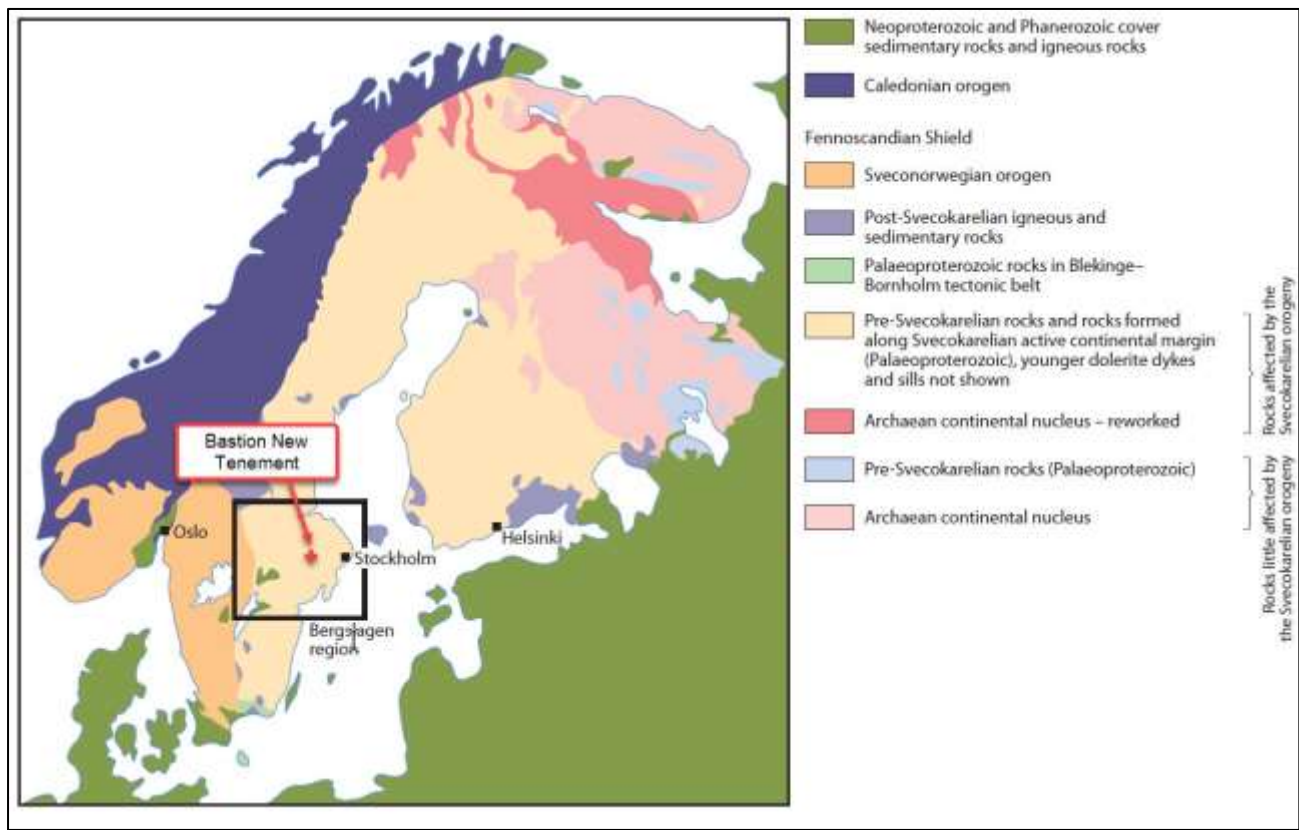 Bastion New
Tenement
Oslo
Stockholm
Helsinki
Bergslagen
region
Neoproterozoic and Phanerozoic cover
sedimentary rocks and igneous rocks
Caledonian orogen
Fennoscandian Shield
Sveconorwegian orogen
Post-Svecokarelian igneous and
sedimentary rocks
Palaeoproterozoic rocks in Blekinge–
Bornholm tectonic belt
Pre-Svecokarelian rocks and rocks formed
along Svecokarelian active continental margin
(Palaeoproterozoic), younger dolerite dykes
and sills not shown
Archaean continental nucleus – reworked
Pre-Svecokarelian rocks (Palaeoproterozoic)
Archaean continental nucleus
Rocks affected by the
Svecokarelian orogeny
Rocks little affected by
the Svecokarelian orogeny